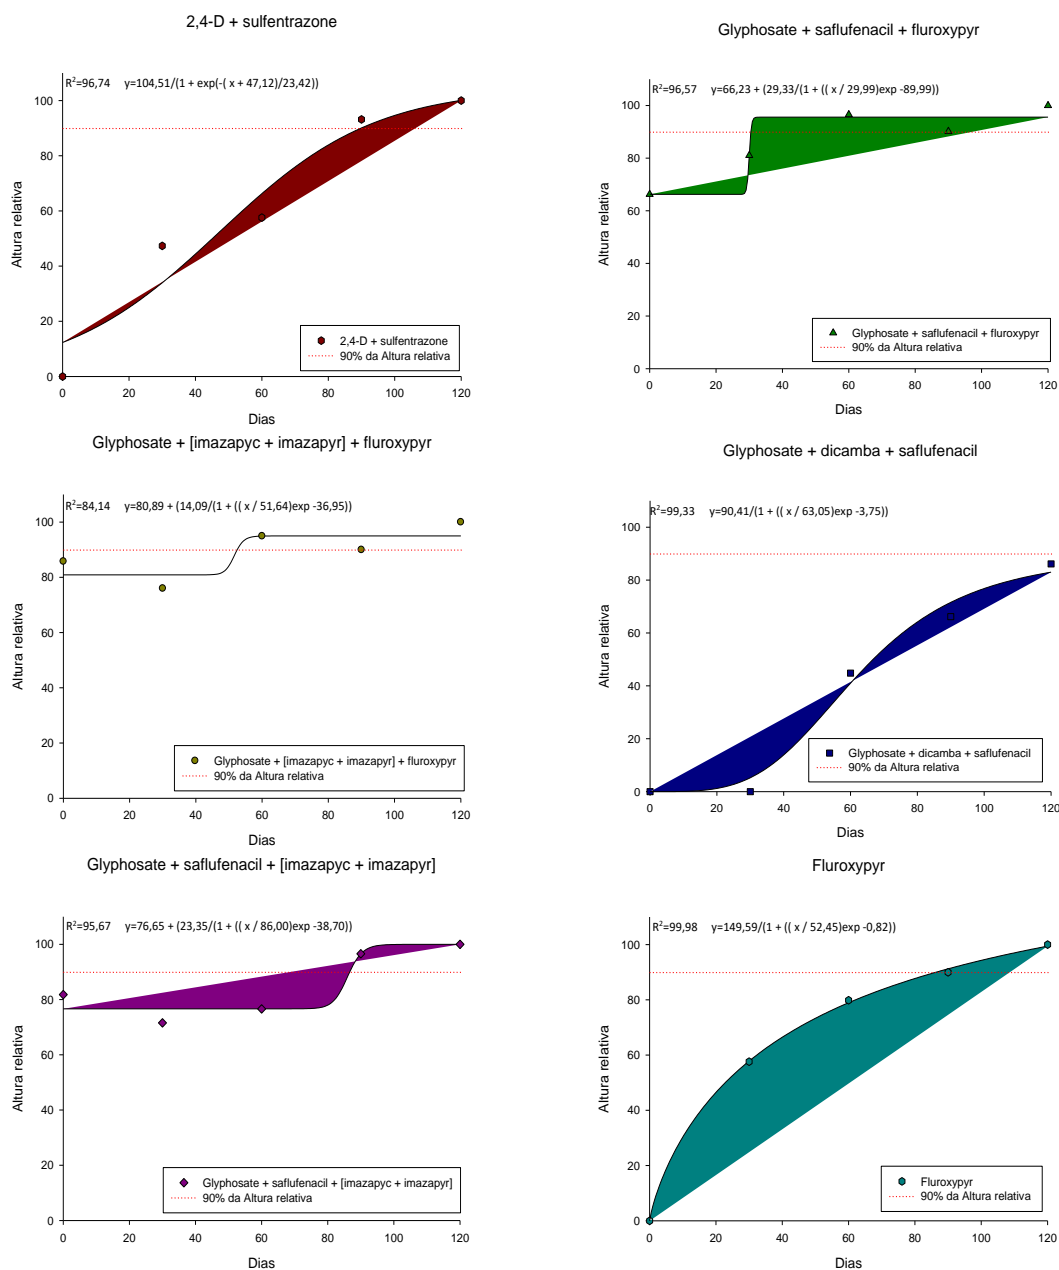 2,4-D + sulfentrazone
R²=96,74 y=104,51/(1 + exp(-( x + 47,12)/23,42))
Altura relativa
100
80
60
40
20
0
2,4-D + sulfentrazone
90% da Altura relativa
0 20 40 60 80 100 120
Dias
Glyphosate + saflufenacil + fluroxypyr
R²=96,57 y=66,23 + (29,33/(1 + (( x / 29,99)exp -89,99))
Altura relativa
100
80
60
40
20
0
Glyphosate + saflufenacil + fluroxypyr
90% da Altura relativa
0 20 40 60 80 100 120
Dias
Glyphosate + [imazapyc + imazapyr] + fluroxypyr
R²=84,14 y=80,89 + (14,09/(1 + (( x / 51,64)exp -36,95))
Altura relativa
100
80
60
40
20
0
Glyphosate + [imazapyc + imazapyr] + fluroxypyr
90% da Altura relativa
0 20 40 60 80 100 120
Dias
Glyphosate + dicamba + saflufenacil
R²=99,33 y=90,41/(1 + (( x / 63,05)exp -3,75))
Altura relativa
100
80
60
40
20
0
Glyphosate + dicamba + saflufenacil
90% da Altura relativa
0 20 40 60 80 100 120
Dias
Glyphosate + saflufenacil + [imazapyc + imazapyr]
R²=95,67 y=76,65 + (23,35/(1 + (( x / 86,00)exp -38,70))
Altura relativa
100
80
60
40
20
0
Glyphosate + saflufenacil + [imazapyc + imazapyr]
90% da Altura relativa
0 20 40 60 80 100 120
Dias
Fluroxypyr
R²=99,98 y=149,59/(1 + (( x / 52,45)exp -0,82))
Altura relativa
100
80
60
40
20
0
Fluroxypyr
90% da Altura relativa
0 20 40 60 80 100 120
Dias